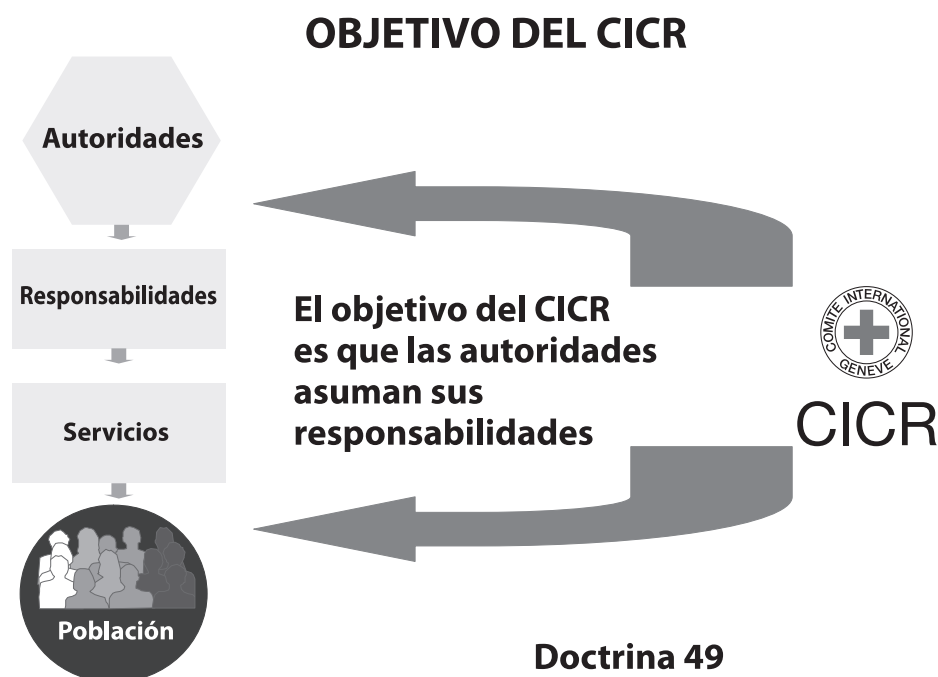 OBJETIVO DEL CICR
Autoridades
Responsabilidades
Servicios
Población
El objetivo del CICR
es que las autoridades
asuman sus
responsabilidades
COMITE INTERNATIONAL
GENEVE
CICR
Doctrina 49